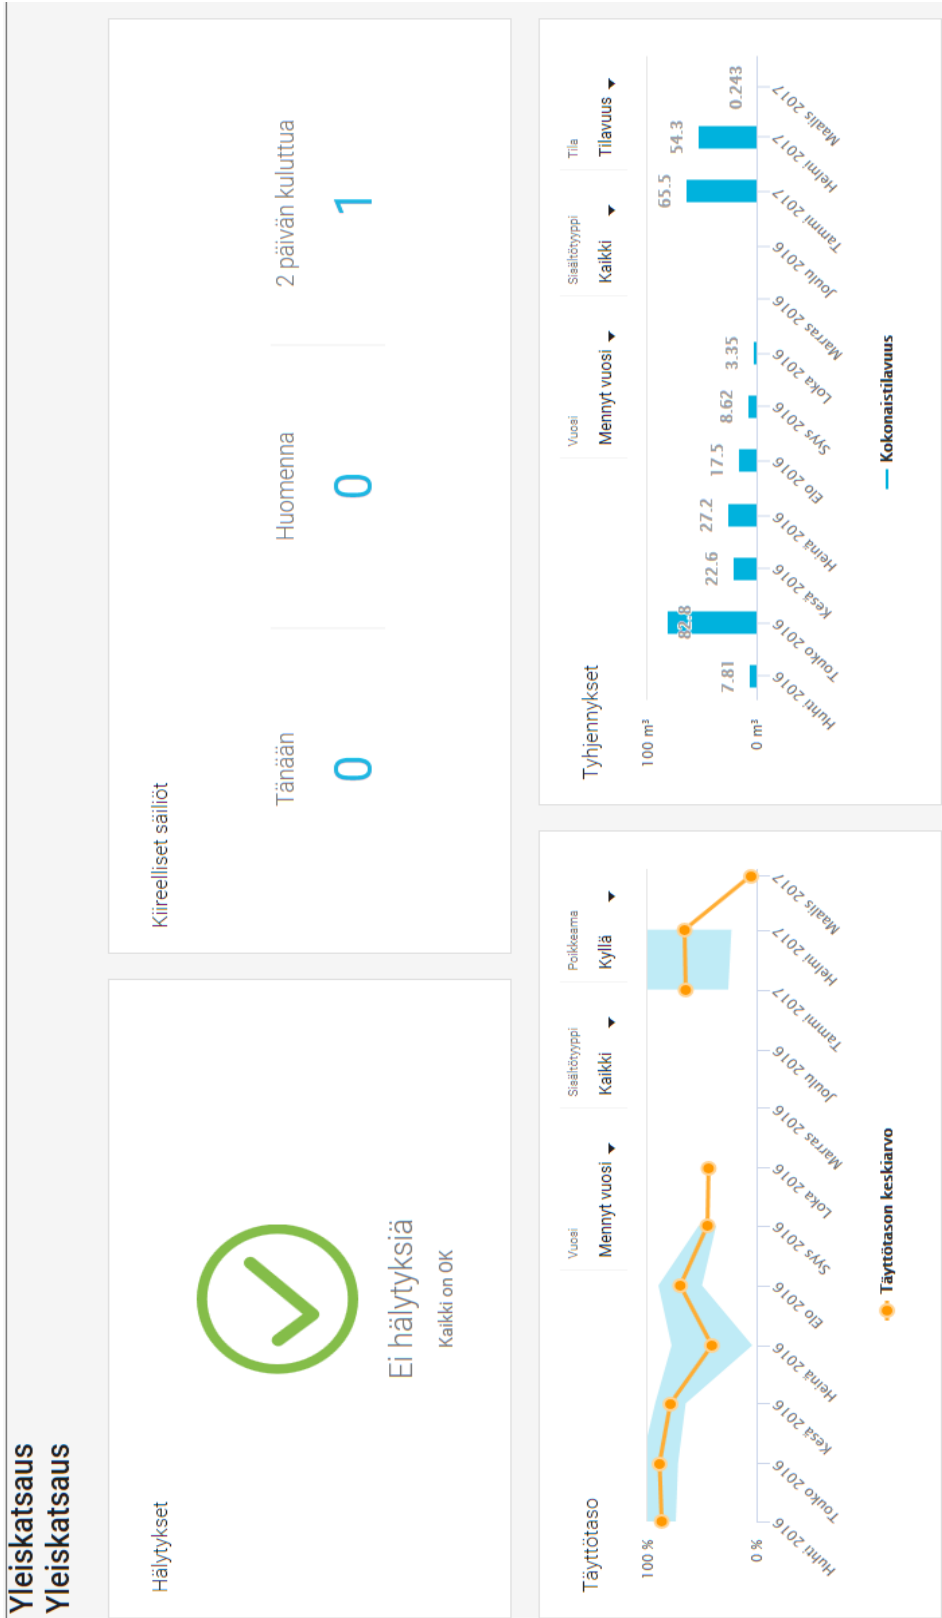 Yleiskatsaus
Yleiskatsaus
Hälytykset
Ei hälytyksiä
Kaikki on OK
Kiireelliset säiliöt
Tänään
0
Huomenna
0
2 päivän kuluttua
1
Täyttötaso
Vuosi
Mennyt vuosi
Sisältötyyppi
Kaikki
Poikkeama
Kyllä
100 %
0 %
Huhti 2016
Touko 2016
Kesä 2016
Heinä 2016
Elo 2016
Syys 2016
Loka 2016
Marras 2016
Joulu 2016
Tammi 2017
Helmi 2017
Maalis 2017
Täyttötason keskiarvo
Tyhjennykset
Vuosi
Mennyt vuosi
Sisältötyyppi
Kaikki
Tila
Tilavuus
100 m³
0 m³
7.81
82.8
22.6
27.2
17.5
8.62
3.35
65.5
54.3
0.243
Huhti 2016
Touko 2016
Kesä 2016
Heinä 2016
Elo 2016
Syys 2016
Loka 2016
Marras 2016
Joulu 2016
Tammi 2017
Helmi 2017
Maalis 2017
Kokonaistilavuus